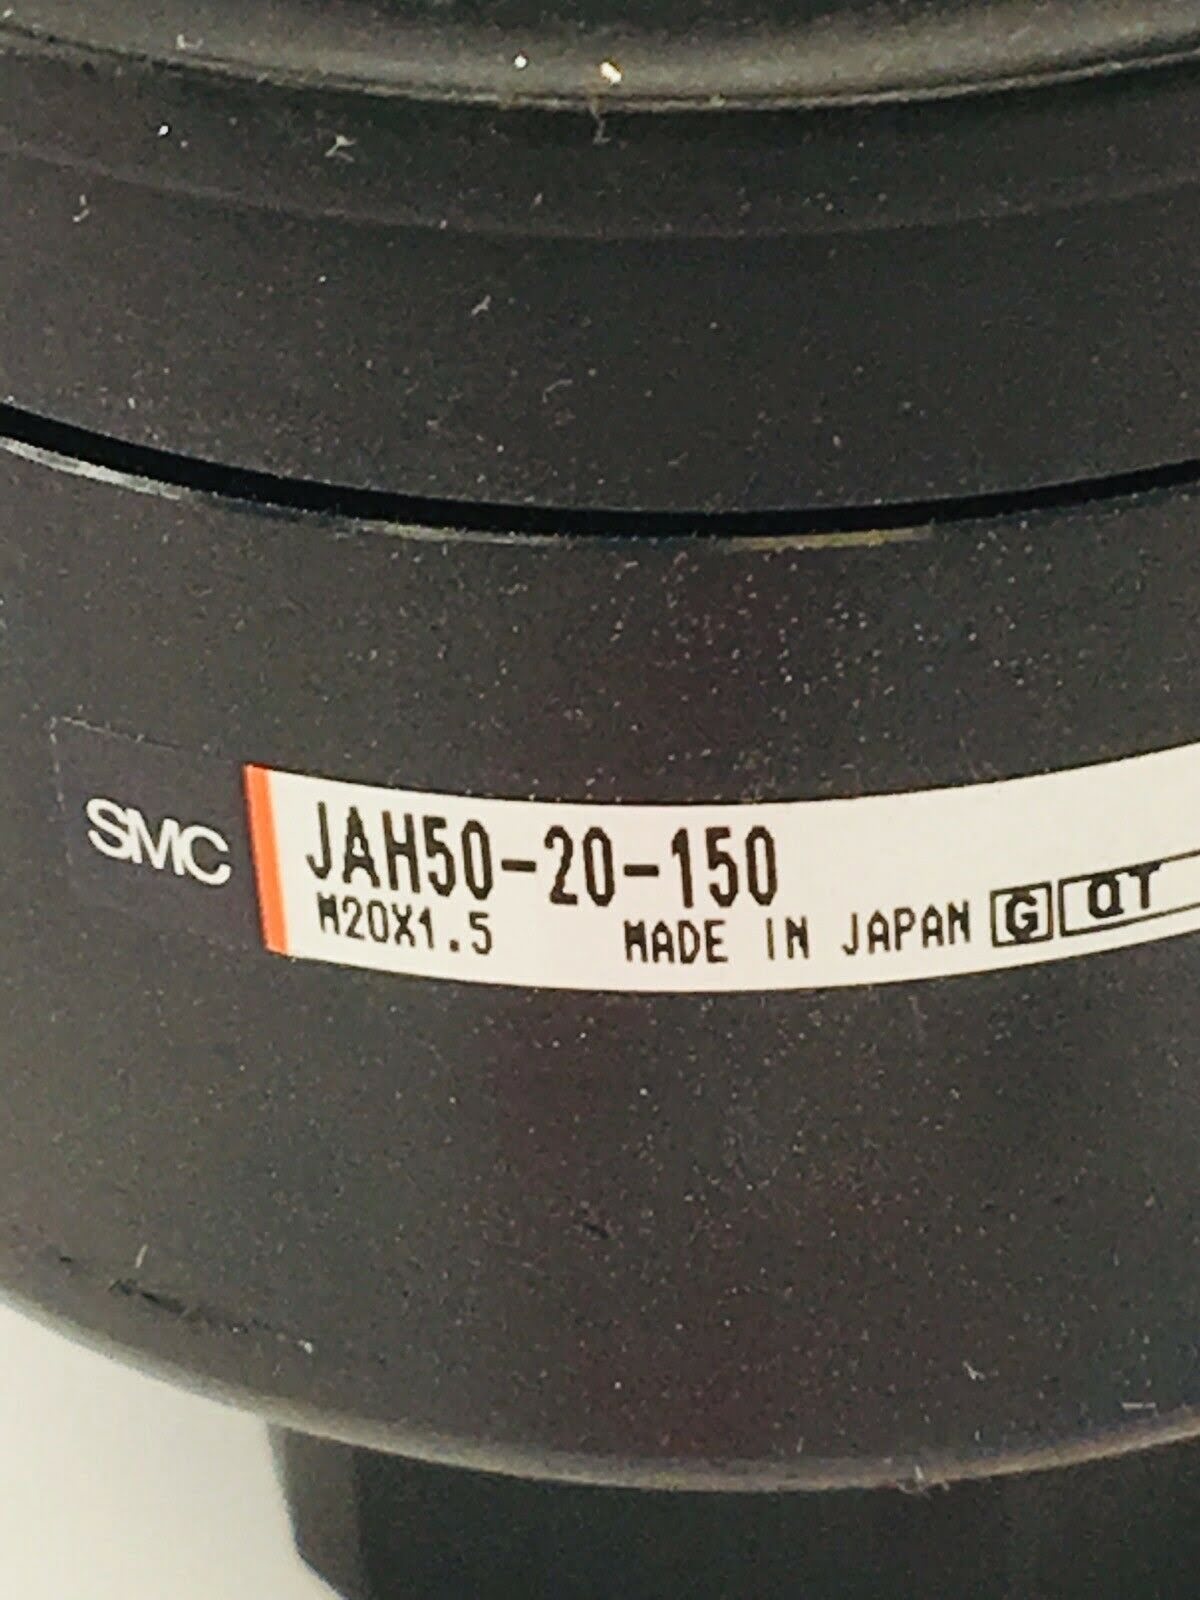 SMC JAH50-20-150
M20X1.5 MADE IN JAPAN G QT